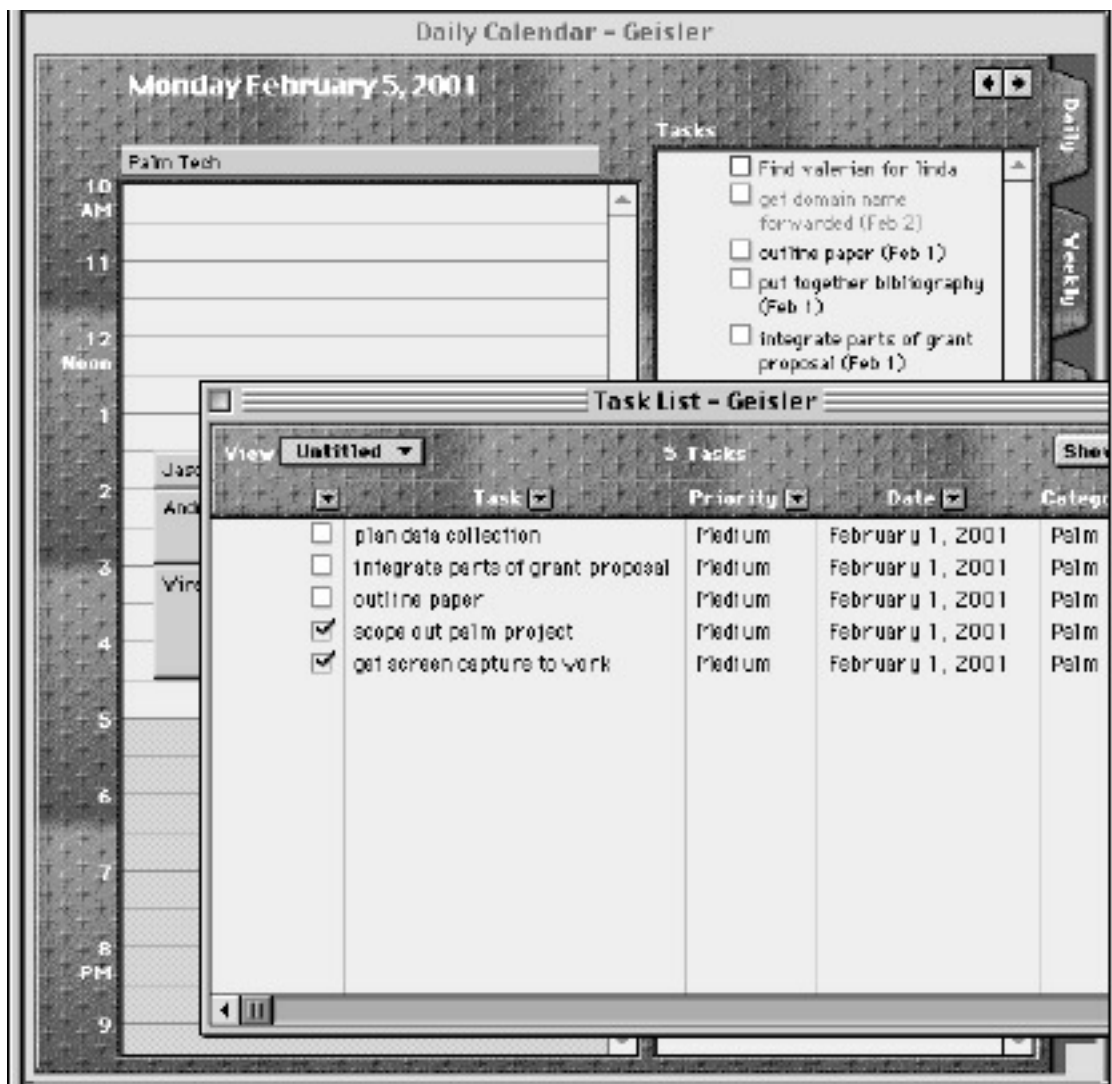 Daily Calendar – Geisler
Monday February 5, 2001
Daily
Tasks
Palm Tech
Find valerian for linda
get domain name
forwarded (Feb 2)
outline paper (Feb 1)
put together bibliography
(Feb 1)
integrate parts of grant
proposal (Feb 1)
Weekly
10
AM
11
12
Noon
1
2
3
4
5
6
7
8
PM
9
Task List – Geisler
View Untitled
5 Tasks
Task Priority Date
plan data collection Medium February 1, 2001 Palm
integrate parts of grant proposal Medium February 1, 2001 Palm
outline paper Medium February 1, 2001 Palm
scope out palm project Medium February 1, 2001 Palm
get screen capture to work Medium February 1, 2001 Palm